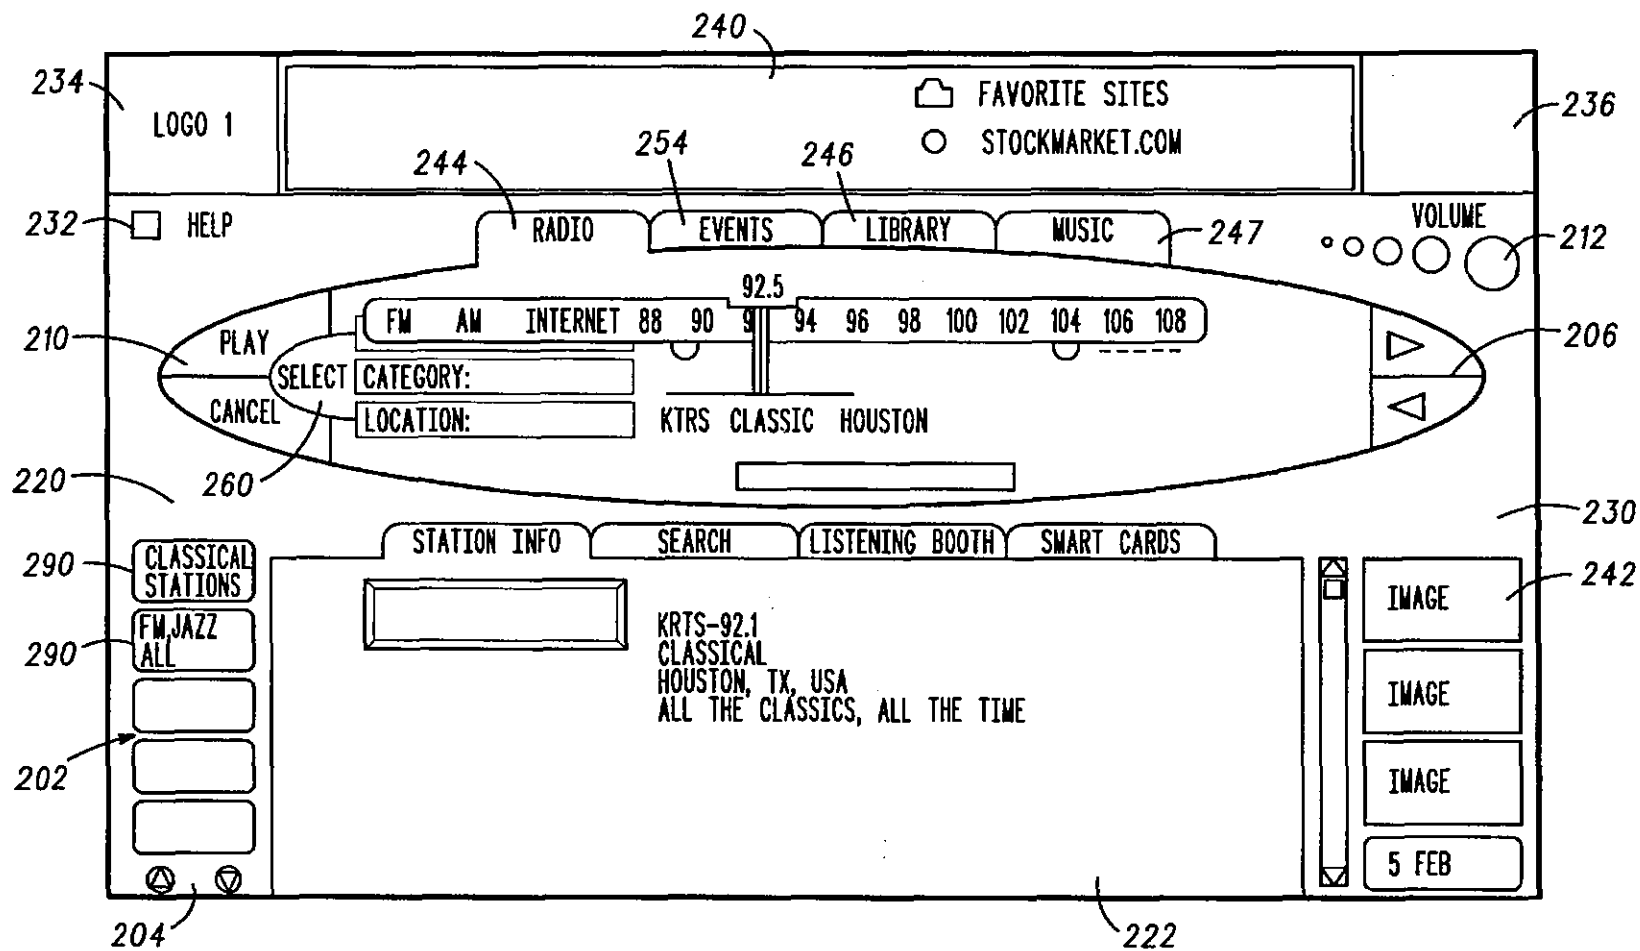 240
234
LOGO 1
FAVORITE SITES
STOCKMARKET.COM
236
244
254
246
232
HELP
RADIO
EVENTS
LIBRARY
MUSIC
247
VOLUME
212
92.5
FM AM INTERNET 88 90 9 94 96 98 100 102 104 106 108
210
PLAY
206
SELECT
CATEGORY:
CANCEL
LOCATION:
KTRS CLASSIC HOUSTON
220
260
230
STATION INFO
SEARCH
LISTENING BOOTH
SMART CARDS
290
CLASSICAL
STATIONS
242
IMAGE
290
FM,JAZZ
ALL
KRTS-92.1
CLASSICAL
HOUSTON, TX, USA
ALL THE CLASSICS, ALL THE TIME
IMAGE
202
IMAGE
5 FEB
204
222